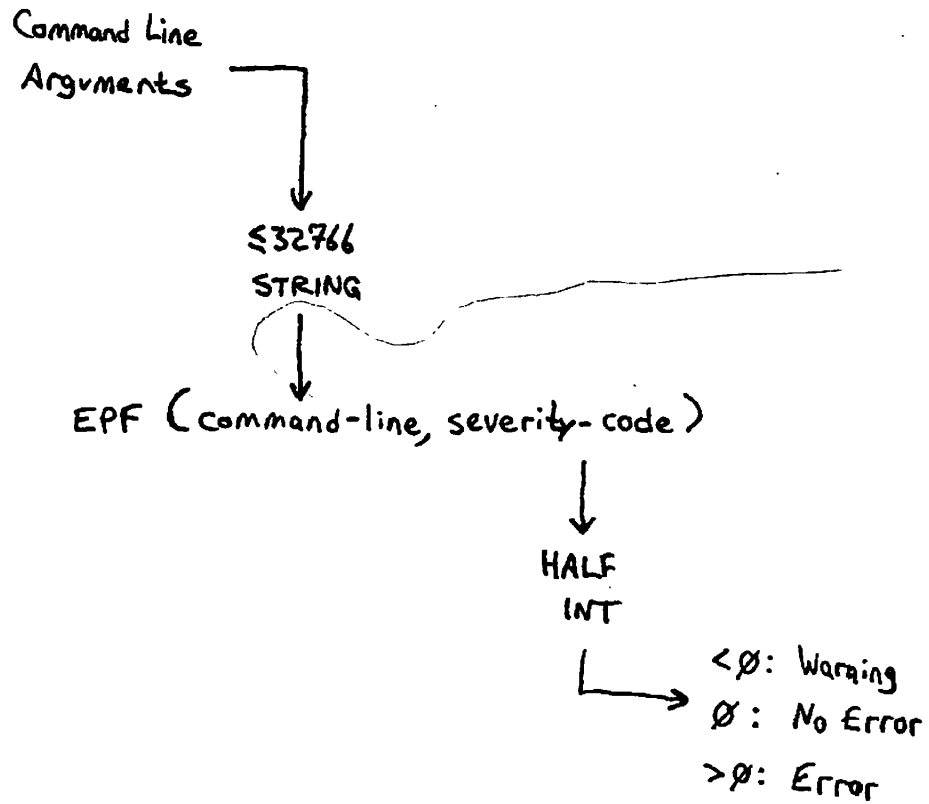 Command Line
Arguments
≤32766
STRING
EPF (command-line, severity-code)
HALF
INT
<Ø: Warning
Ø: No Error
>Ø: Error